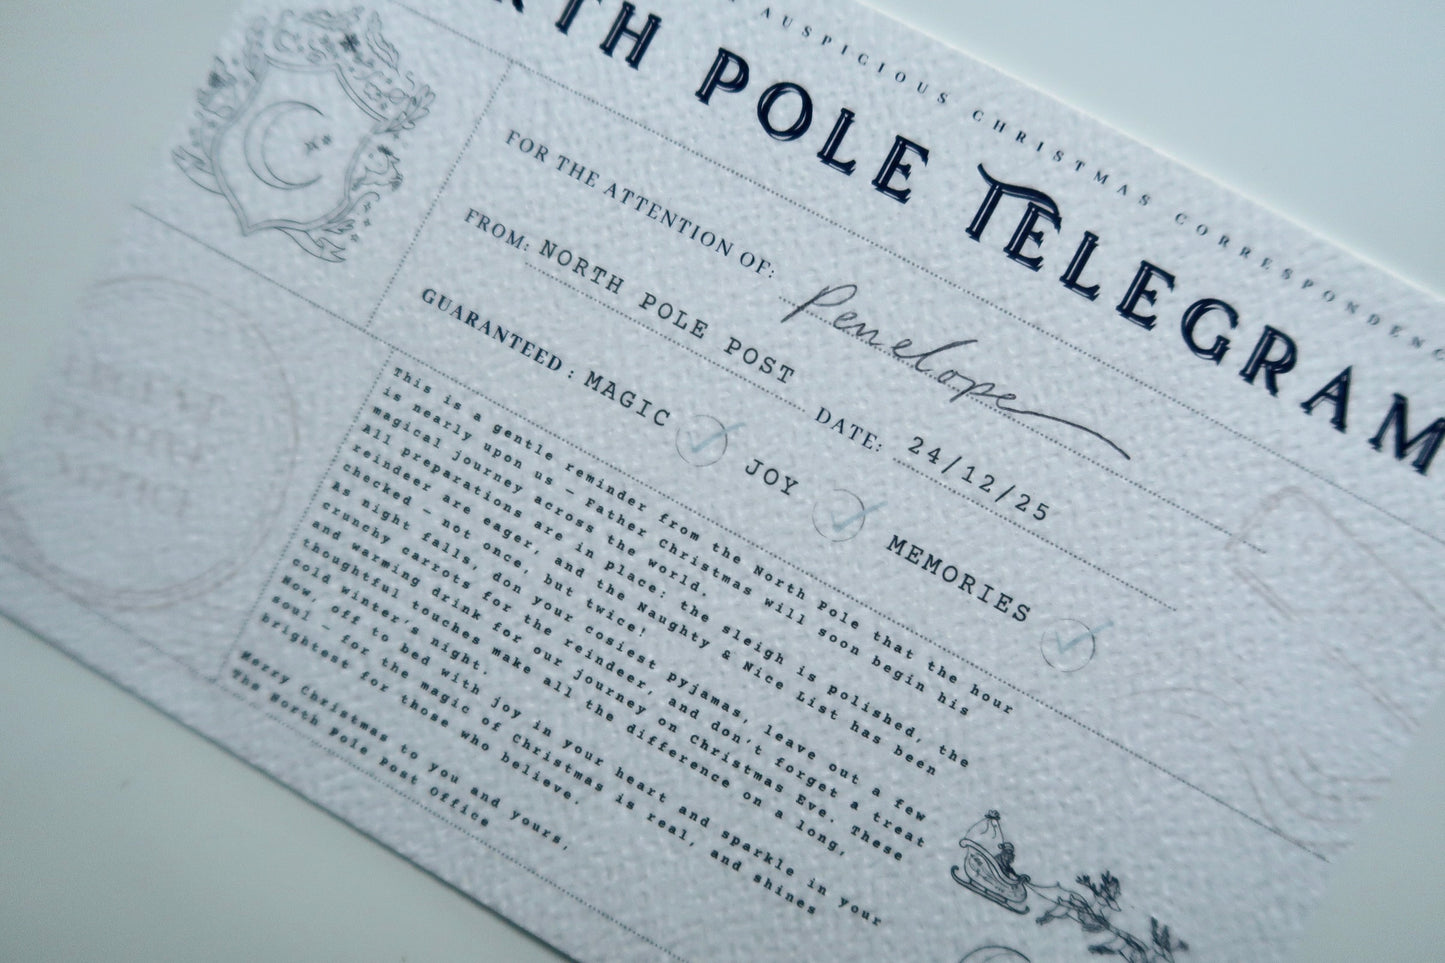 AUSPICIOUS CHRISTMAS CORRESPONDENC
RTH POLE TELEGRAM
FOR THE ATTENTION OF: Penelope
FROM: NORTH POLE POST DATE: 24/12/25
GUARANTEED: MAGIC ✓ JOY ✓ MEMORIES ✓
This is a gentle reminder from the North Pole that the hour
is nearly upon us – Father Christmas will soon begin his
magical journey across the world.
All preparations are in place: the sleigh is polished, the
reindeer are eager, and the Naughty & Nice List has been
checked – not once, but twice!
As night falls, don your cosiest pyjamas, leave out a few
crunchy carrots for the reindeer, and don't forget a treat
and warming drink for our journey on Christmas Eve. These
thoughtful touches make all the difference on a long,
cold winter's night.
Now, off to bed with joy in your heart and sparkle in your
soul – for the magic of Christmas is real, and shines
brightest for those who believe.
Merry Christmas to you and yours,
The North Pole Post Office